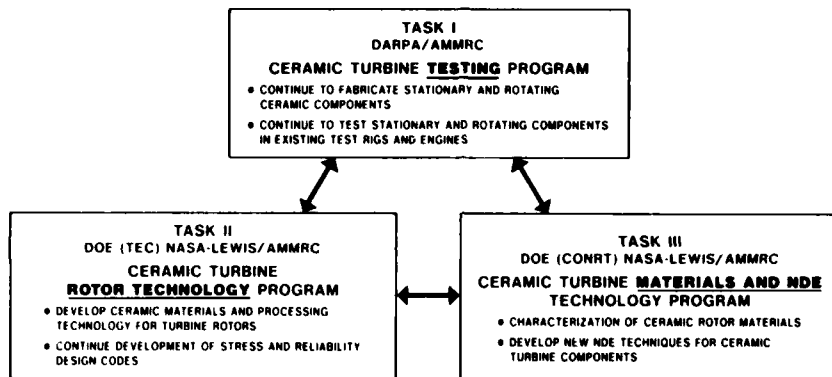 TASK I
DARPA/AMMRC
CERAMIC TURBINE TESTING PROGRAM
• CONTINUE TO FABRICATE STATIONARY AND ROTATING
CERAMIC COMPONENTS
• CONTINUE TO TEST STATIONARY AND ROTATING COMPONENTS
IN EXISTING TEST RIGS AND ENGINES
TASK II
DOE (TEC) NASA-LEWIS/AMMRC
CERAMIC TURBINE
ROTOR TECHNOLOGY PROGRAM
• DEVELOP CERAMIC MATERIALS AND PROCESSING
TECHNOLOGY FOR TURBINE ROTORS
• CONTINUE DEVELOPMENT OF STRESS AND RELIABILITY
DESIGN CODES
TASK III
DOE (CONRT) NASA-LEWIS/AMMRC
CERAMIC TURBINE MATERIALS AND NDE
TECHNOLOGY PROGRAM
• CHARACTERIZATION OF CERAMIC ROTOR MATERIALS
• DEVELOP NEW NDE TECHNIQUES FOR CERAMIC
TURBINE COMPONENTS